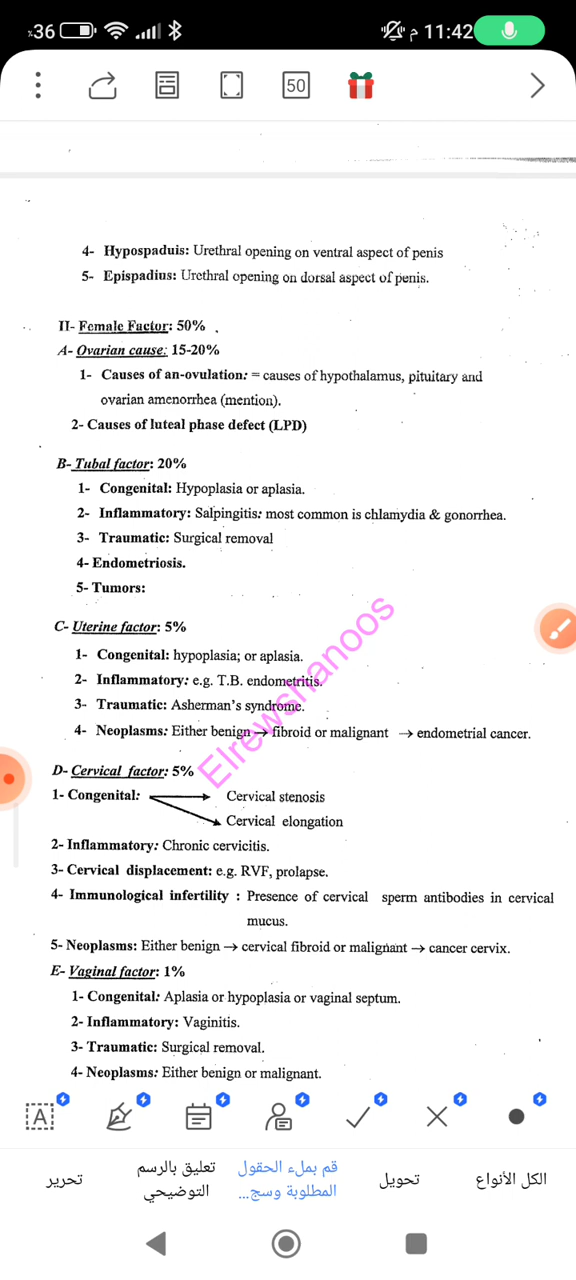 %36
11:42 م
50
4- Hypospaduis: Urethral opening on ventral aspect of penis
5- Epispadius: Urethral opening on dorsal aspect of penis.
II- Female Factor: 50%
A- Ovarian cause: 15-20%
1- Causes of an-ovulation: = causes of hypothalamus, pituitary and
ovarian amenorrhea (mention).
2- Causes of luteal phase defect (LPD)
B- Tubal factor: 20%
1- Congenital: Hypoplasia or aplasia.
2- Inflammatory: Salpingitis: most common is chlamydia & gonorrhea.
3- Traumatic: Surgical removal
4- Endometriosis.
5- Tumors:
C- Uterine factor: 5%
1- Congenital: hypoplasia; or aplasia.
2- Inflammatory: e.g. T.B. endometritis.
3- Traumatic: Asherman's syndrome.
4- Neoplasms: Either benign → fibroid or malignant → endometrial cancer.
Elrewshanoos
D- Cervical factor: 5%
1- Congenital: Cervical stenosis
Cervical elongation
2- Inflammatory: Chronic cervicitis.
3- Cervical displacement: e.g. RVF, prolapse.
4- Immunological infertility : Presence of cervical sperm antibodies in cervical
mucus.
5- Neoplasms: Either benign → cervical fibroid or malignant → cancer cervix.
E- Vaginal factor: 1%
1- Congenital: Aplasia or hypoplasia or vaginal septum.
2- Inflammatory: Vaginitis.
3- Traumatic: Surgical removal.
4- Neoplasms: Either benign or malignant.
A
الكل الأنواع
تحويل
قم بملء الحقول
المطلوبة وسج...
تعليق بالرسم
التوضيحي
تحرير